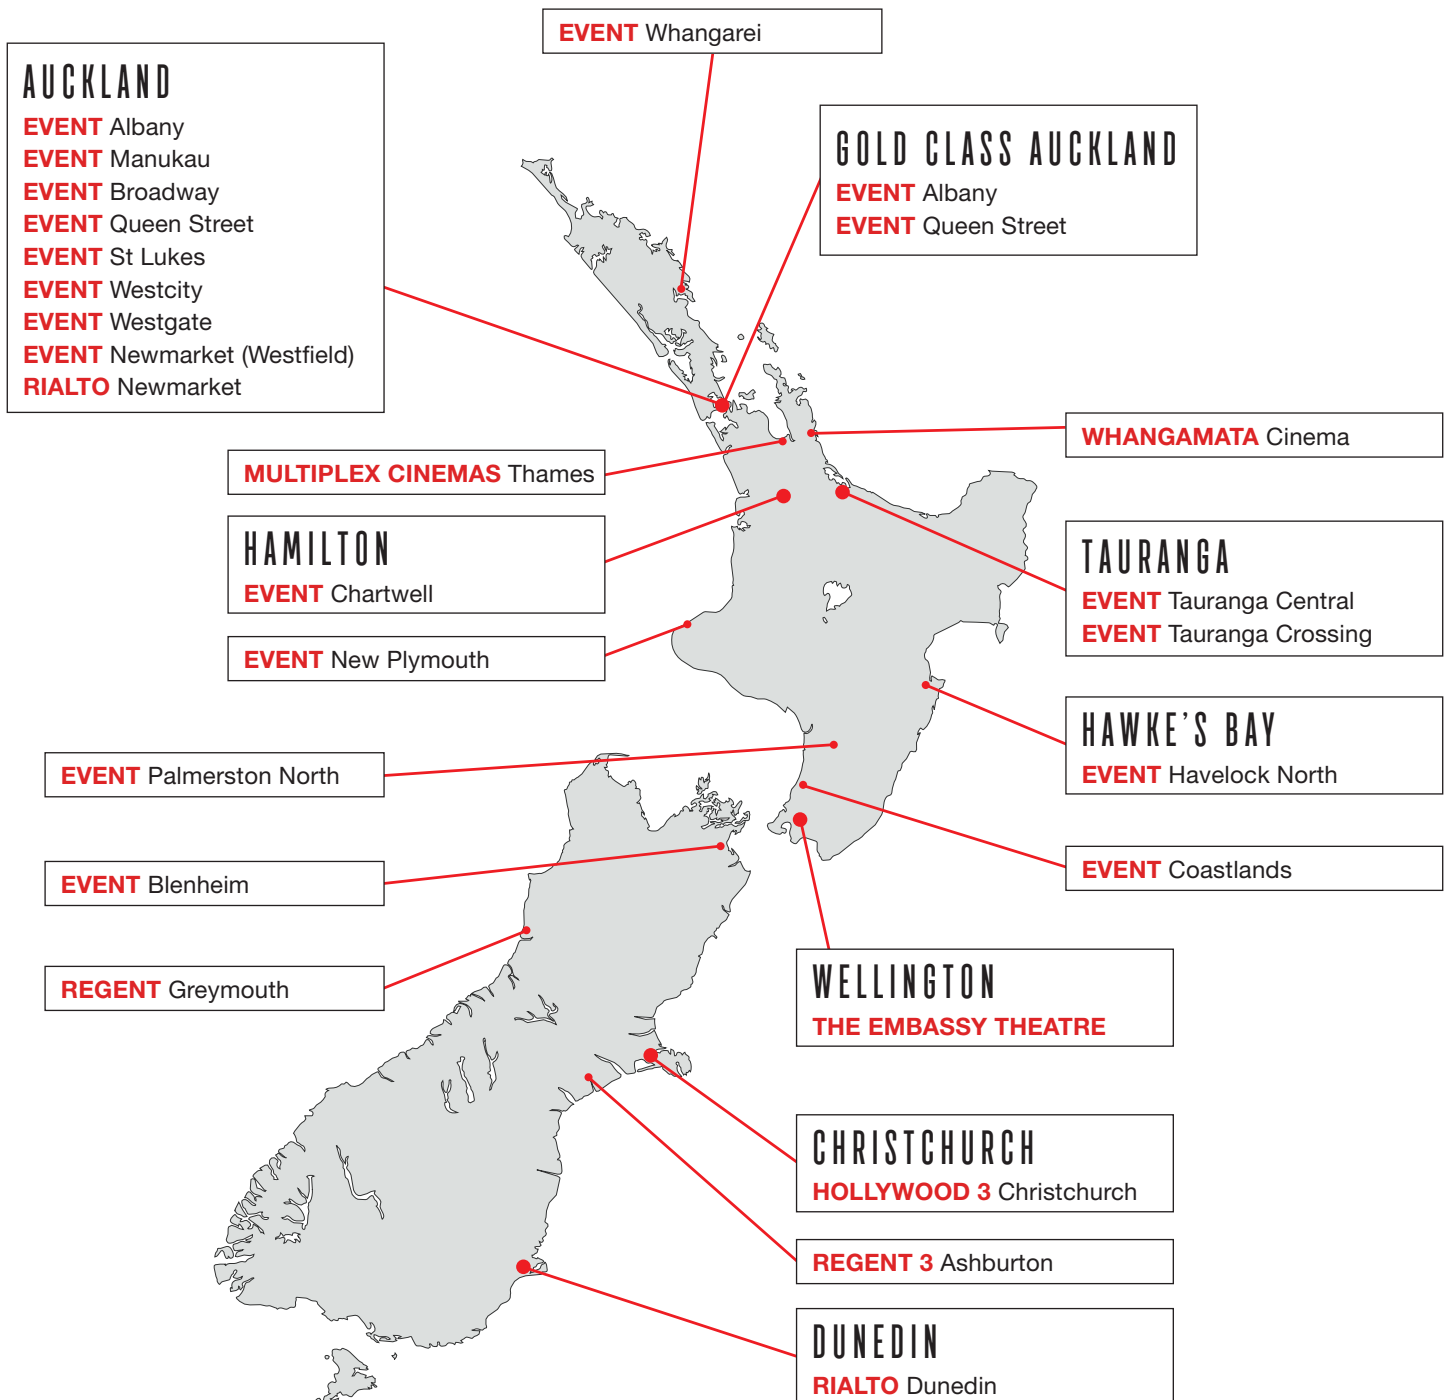 EVENT Whangarei
AUCKLAND
EVENT Albany
EVENT Manukau
EVENT Broadway
EVENT Queen Street
EVENT St Lukes
EVENT Westcity
EVENT Westgate
EVENT Newmarket (Westfield)
RIALTO Newmarket
GOLD CLASS AUCKLAND
EVENT Albany
EVENT Queen Street
WHANGAMATA Cinema
MULTIPLEX CINEMAS Thames
HAMILTON
EVENT Chartwell
TAURANGA
EVENT Tauranga Central
EVENT Tauranga Crossing
EVENT New Plymouth
HAWKE'S BAY
EVENT Havelock North
EVENT Palmerston North
EVENT Coastlands
EVENT Blenheim
REGENT Greymouth
WELLINGTON
THE EMBASSY THEATRE
CHRISTCHURCH
HOLLYWOOD 3 Christchurch
REGENT 3 Ashburton
DUNEDIN
RIALTO Dunedin